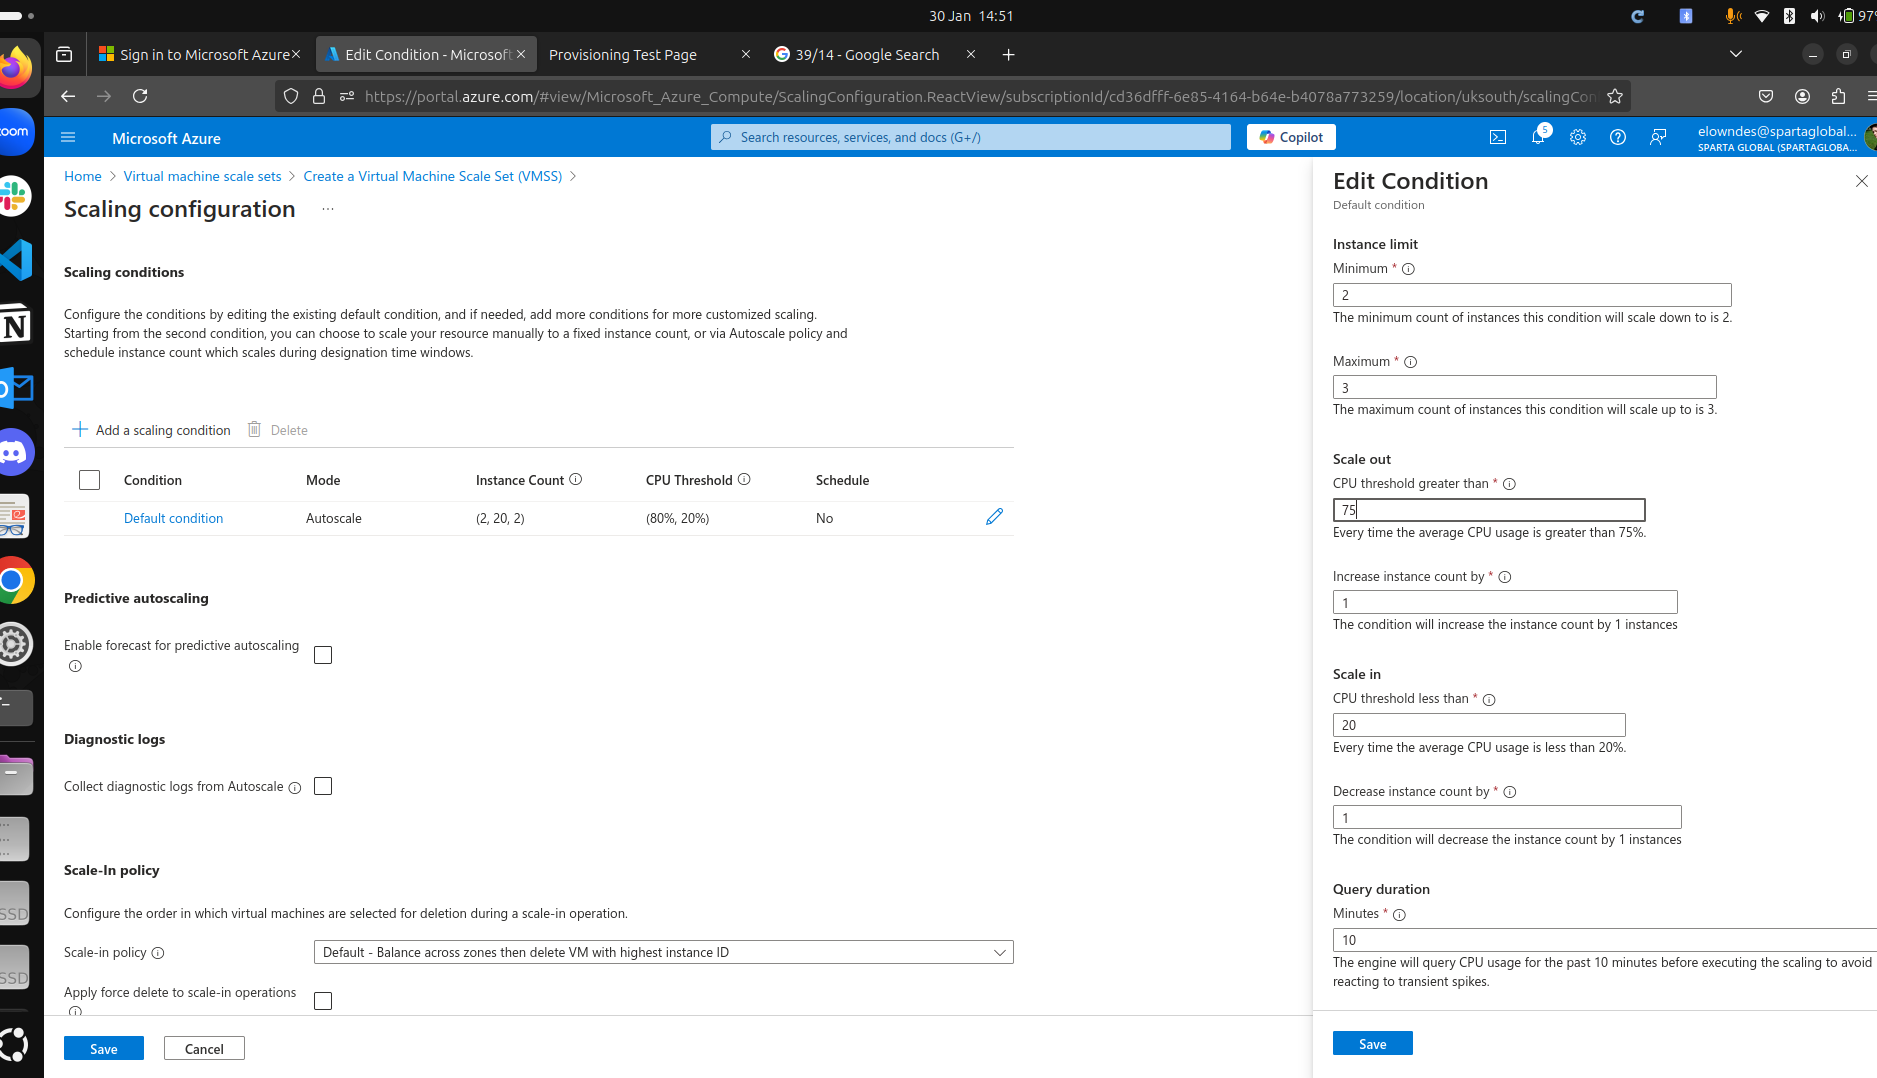 30 Jan 14:51
97%
Sign in to Microsoft Azure
Edit Condition - Microsoft
Provisioning Test Page
39/14 - Google Search
https://portal.azure.com/#view/Microsoft_Azure_Compute/ScalingConfiguration.ReactView/subscriptionId/cd36dfff-6e85-4164-b64e-b4078a773259/location/uksouth/scalingCon
zoom
Microsoft Azure
Search resources, services, and docs (G+/)
Copilot
5
elowndes@spartaglobal...
SPARTA GLOBAL (SPARTAGLOBA...
Home > Virtual machine scale sets > Create a Virtual Machine Scale Set (VMSS) >
Scaling configuration ...
Scaling conditions
Configure the conditions by editing the existing default condition, and if needed, add more conditions for more customized scaling.
Starting from the second condition, you can choose to scale your resource manually to a fixed instance count, or via Autoscale policy and
schedule instance count which scales during designation time windows.
Add a scaling condition
Delete
Condition Mode Instance Count CPU Threshold Schedule
Default condition Autoscale (2, 20, 2) (80%, 20%) No
Predictive autoscaling
Enable forecast for predictive autoscaling
Diagnostic logs
Collect diagnostic logs from Autoscale
Scale-In policy
Configure the order in which virtual machines are selected for deletion during a scale-in operation.
Scale-in policy
Default - Balance across zones then delete VM with highest instance ID
Apply force delete to scale-in operations
Save
Cancel
Edit Condition
Default condition
Instance limit
Minimum *
2
The minimum count of instances this condition will scale down to is 2.
Maximum *
3
The maximum count of instances this condition will scale up to is 3.
Scale out
CPU threshold greater than *
75
Every time the average CPU usage is greater than 75%.
Increase instance count by *
1
The condition will increase the instance count by 1 instances
Scale in
CPU threshold less than *
20
Every time the average CPU usage is less than 20%.
Decrease instance count by *
1
The condition will decrease the instance count by 1 instances
Query duration
Minutes *
10
The engine will query CPU usage for the past 10 minutes before executing the scaling to avoid
reacting to transient spikes.
Save
SSD
SSD